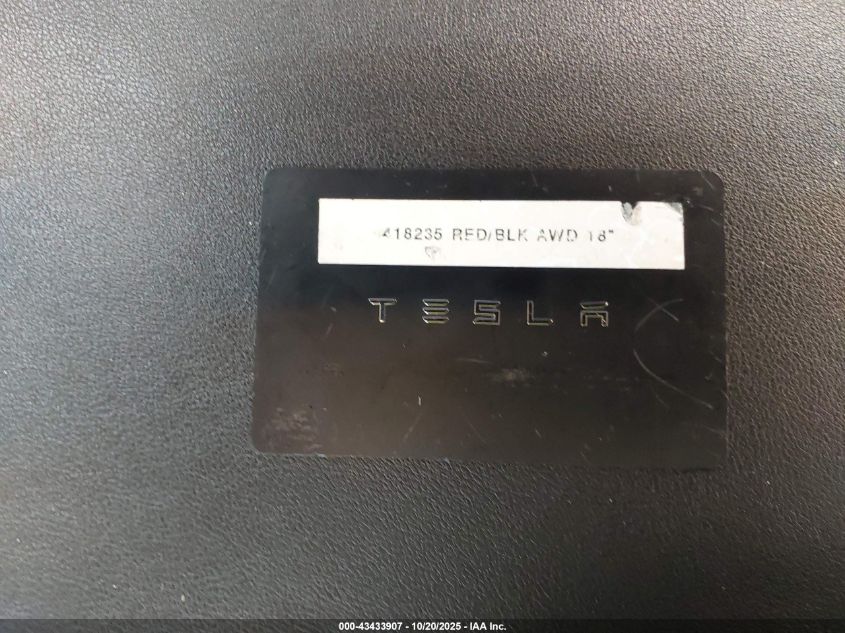 418235 RED/BLK AWD 18"
TESLA
000-43433907 - 10/20/2025 - IAA Inc.